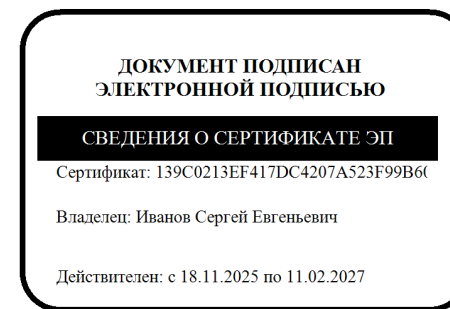 ДОКУМЕНТ ПОДПИСАН
ЭЛЕКТРОННОЙ ПОДПИСЬЮ
СВЕДЕНИЯ О СЕРТИФИКАТЕ ЭП
Сертификат: 139C0213EF417DC4207A523F99B60
Владелец: Иванов Сергей Евгеньевич
Действителен: с 18.11.2025 по 11.02.2027